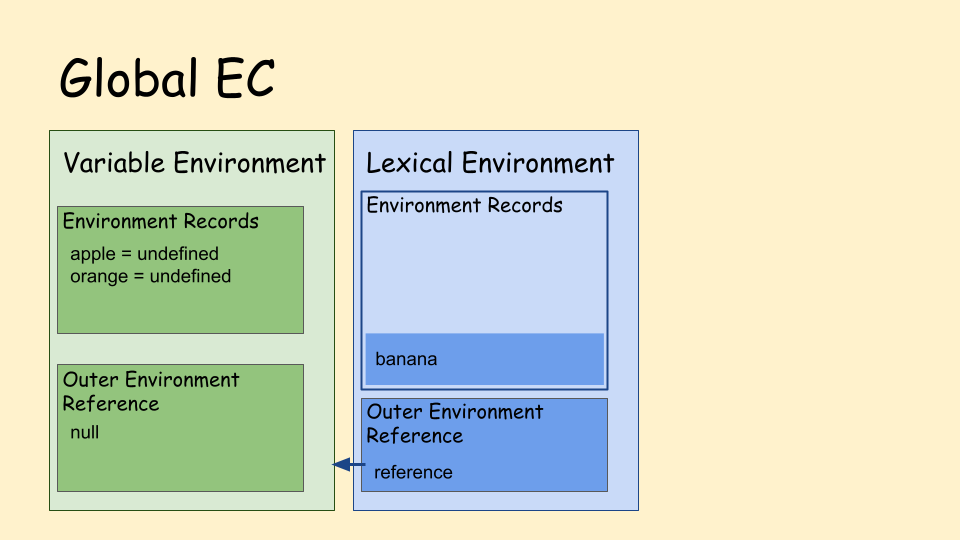 Global EC
Variable Environment
Environment Records
apple = undefined
orange = undefined
Outer Environment
Reference
null
Lexical Environment
Environment Records
banana
Outer Environment
Reference
reference